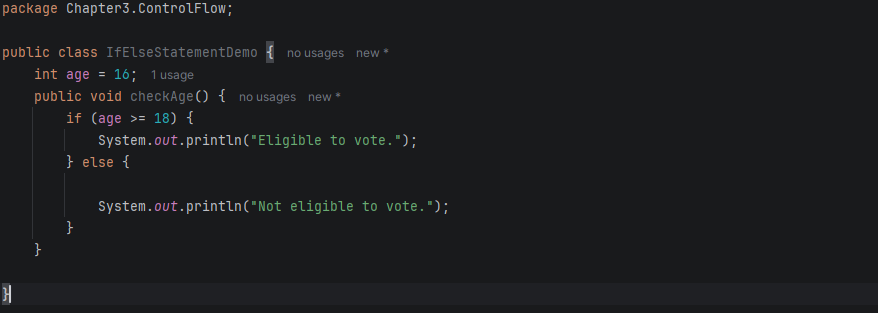 package Chapter3.ControlFlow;
public class IfElseStatementDemo { no usages new *
int age = 16; 1 usage
public void checkAge() { no usages new *
if (age >= 18) {
System.out.println("Eligible to vote.");
} else {
System.out.println("Not eligible to vote.");
}
}
}